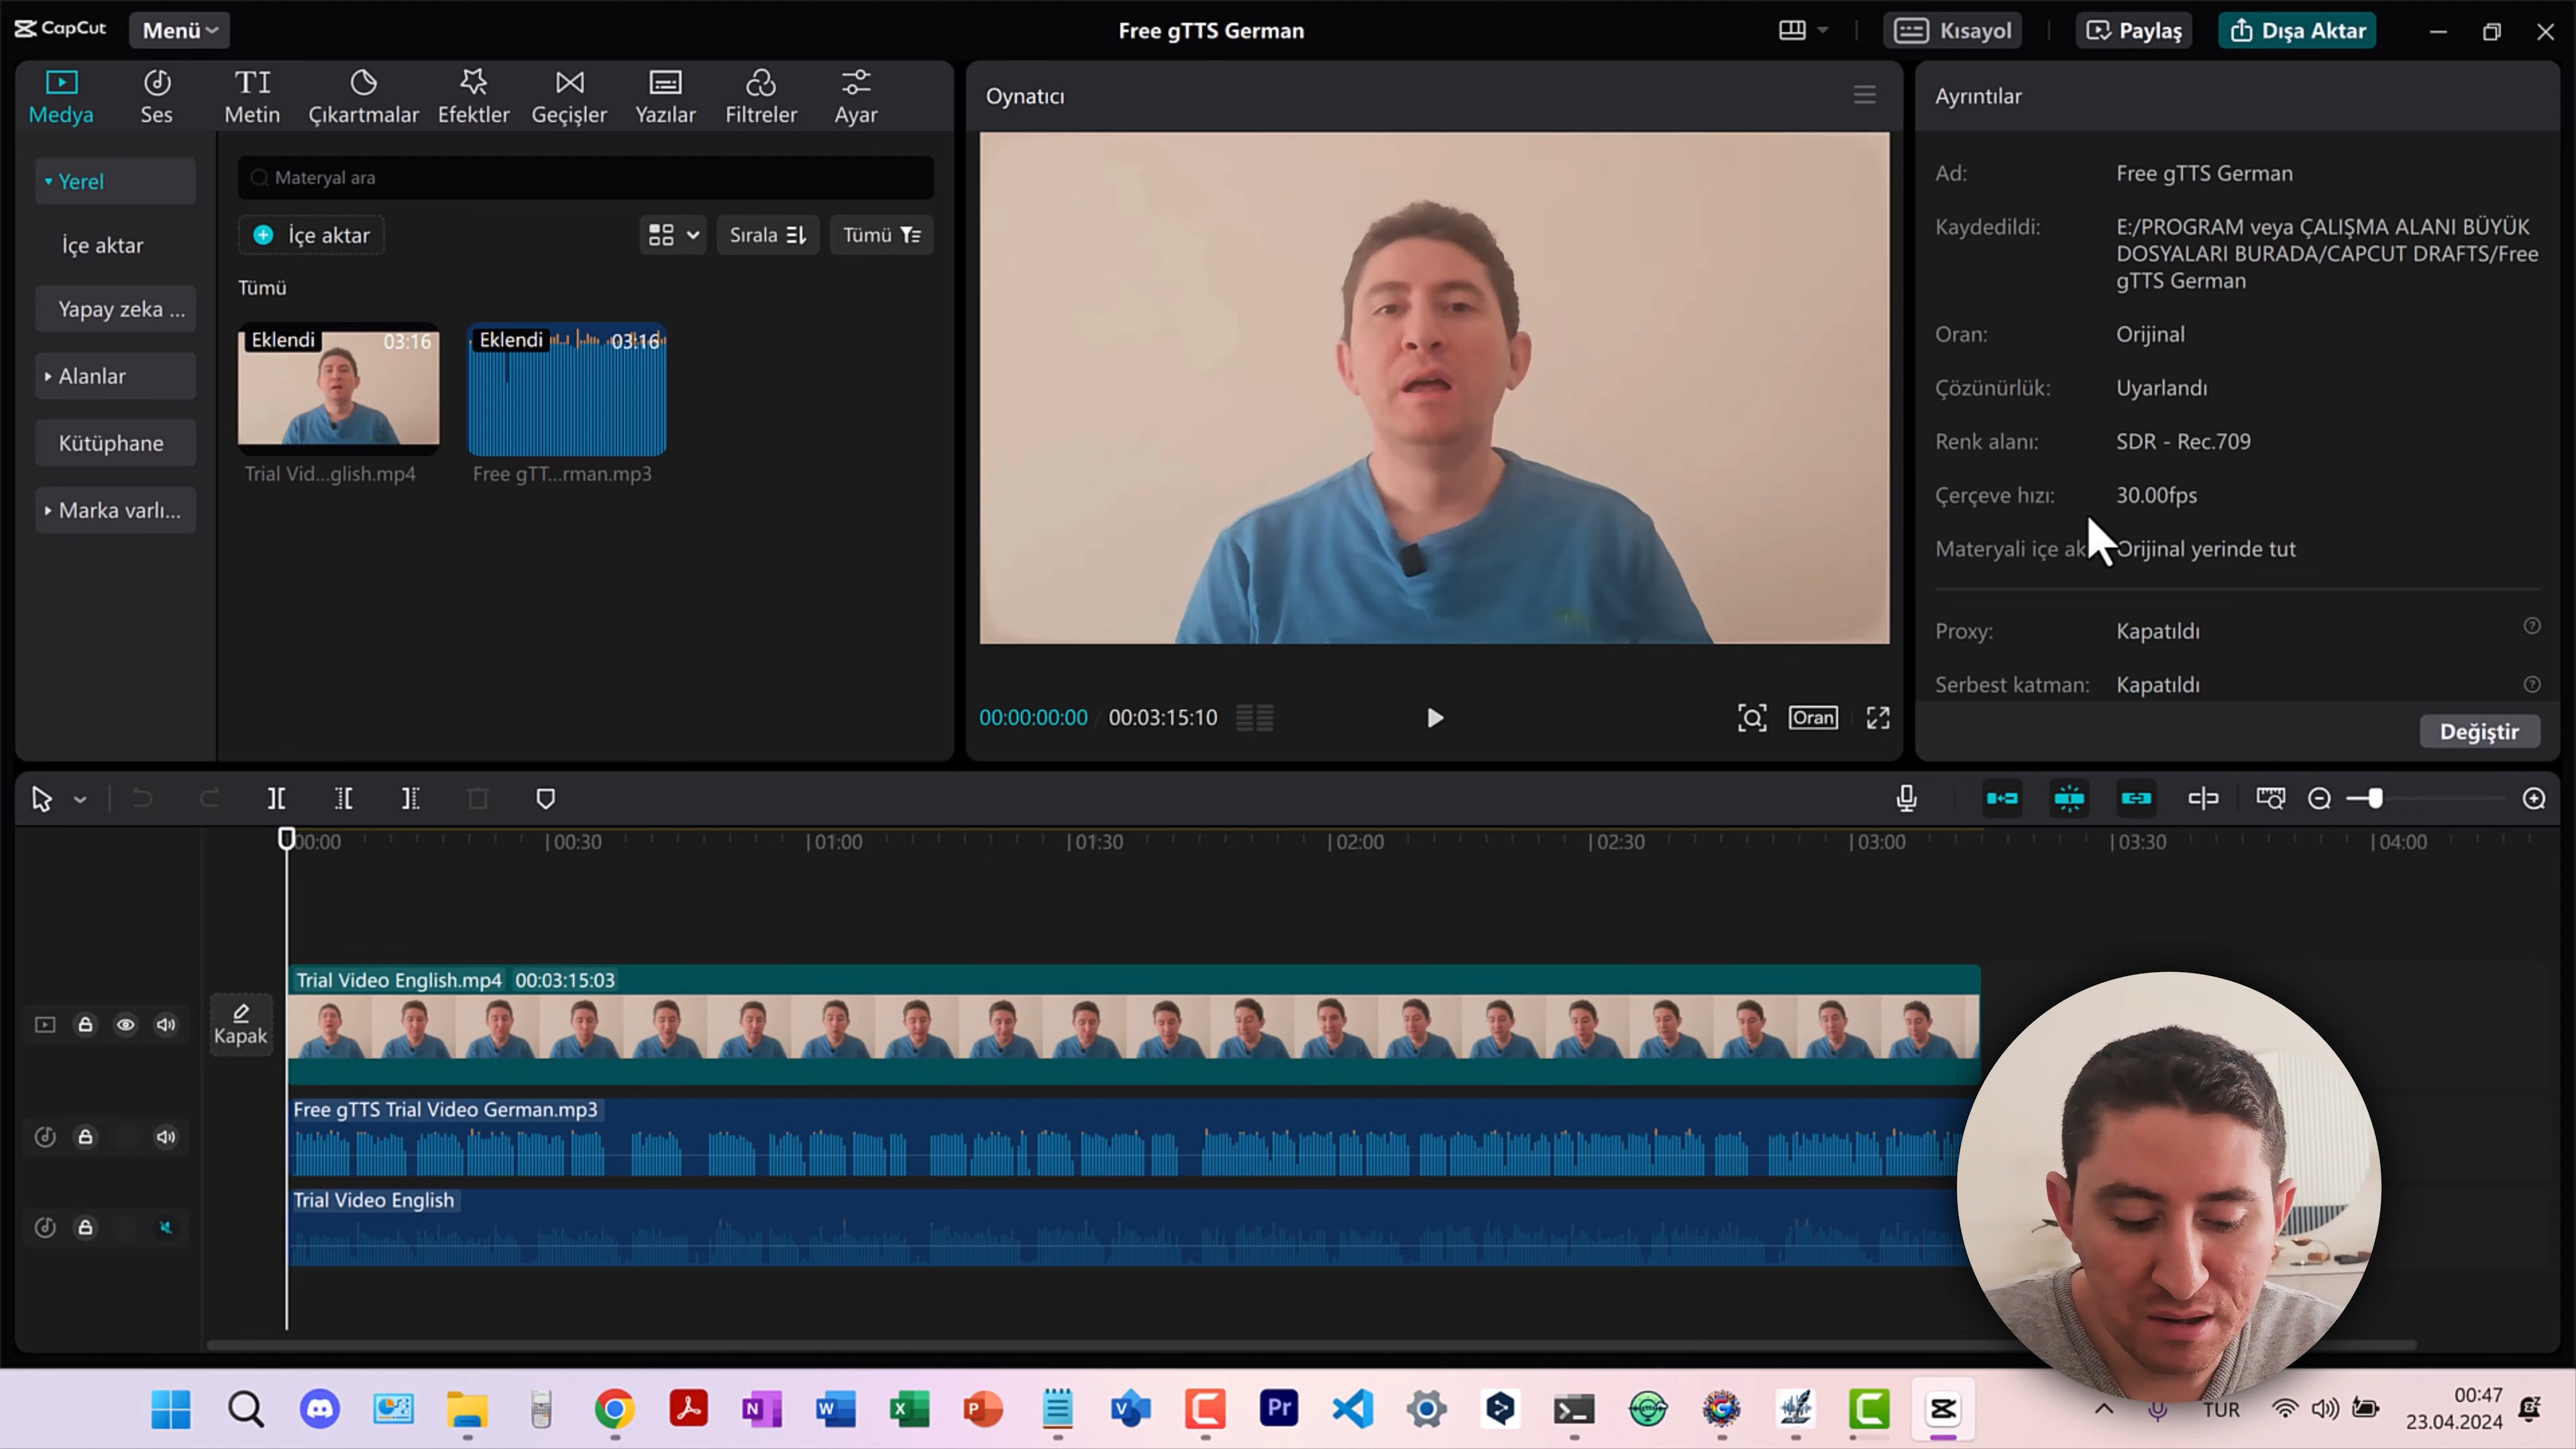 CapCut
Menü
Free gTTS German
Kısayol
Paylaş
Dışa Aktar
Medya
Ses
Metin
Çıkartmalar
Efektler
Geçişler
Yazılar
Filtreler
Ayar
Yerel
İçe aktar
Yapay zeka ...
Alanlar
Kütüphane
Marka varlı...
Materyal ara
İçe aktar
Sırala
Tümü
Tümü
Eklendi 03:16
Trial Vid...glish.mp4
Eklendi 03:16
Free gTT...rman.mp3
Oynatıcı
00:00:00:00 / 00:03:15:10
Oran
Ayrıntılar
Ad: Free gTTS German
Kaydedildi: E:/PROGRAM veya ÇALIŞMA ALANI BÜYÜK
DOSYALARI BURADA/CAPCUT DRAFTS/Free
gTTS German
Oran: Orijinal
Çözünürlük: Uyarlandı
Renk alanı: SDR - Rec.709
Çerçeve hızı: 30.00fps
Materyali içe ak Orijinal yerinde tut
Proxy: Kapatıldı
Serbest katman: Kapatıldı
Değiştir
00:00 00:30 01:00 01:30 02:00 02:30 03:00 03:30 04:00
Trial Video English.mp4 00:03:15:03
Kapak
Free gTTS Trial Video German.mp3
Trial Video English
TUR
00:47
23.04.2024